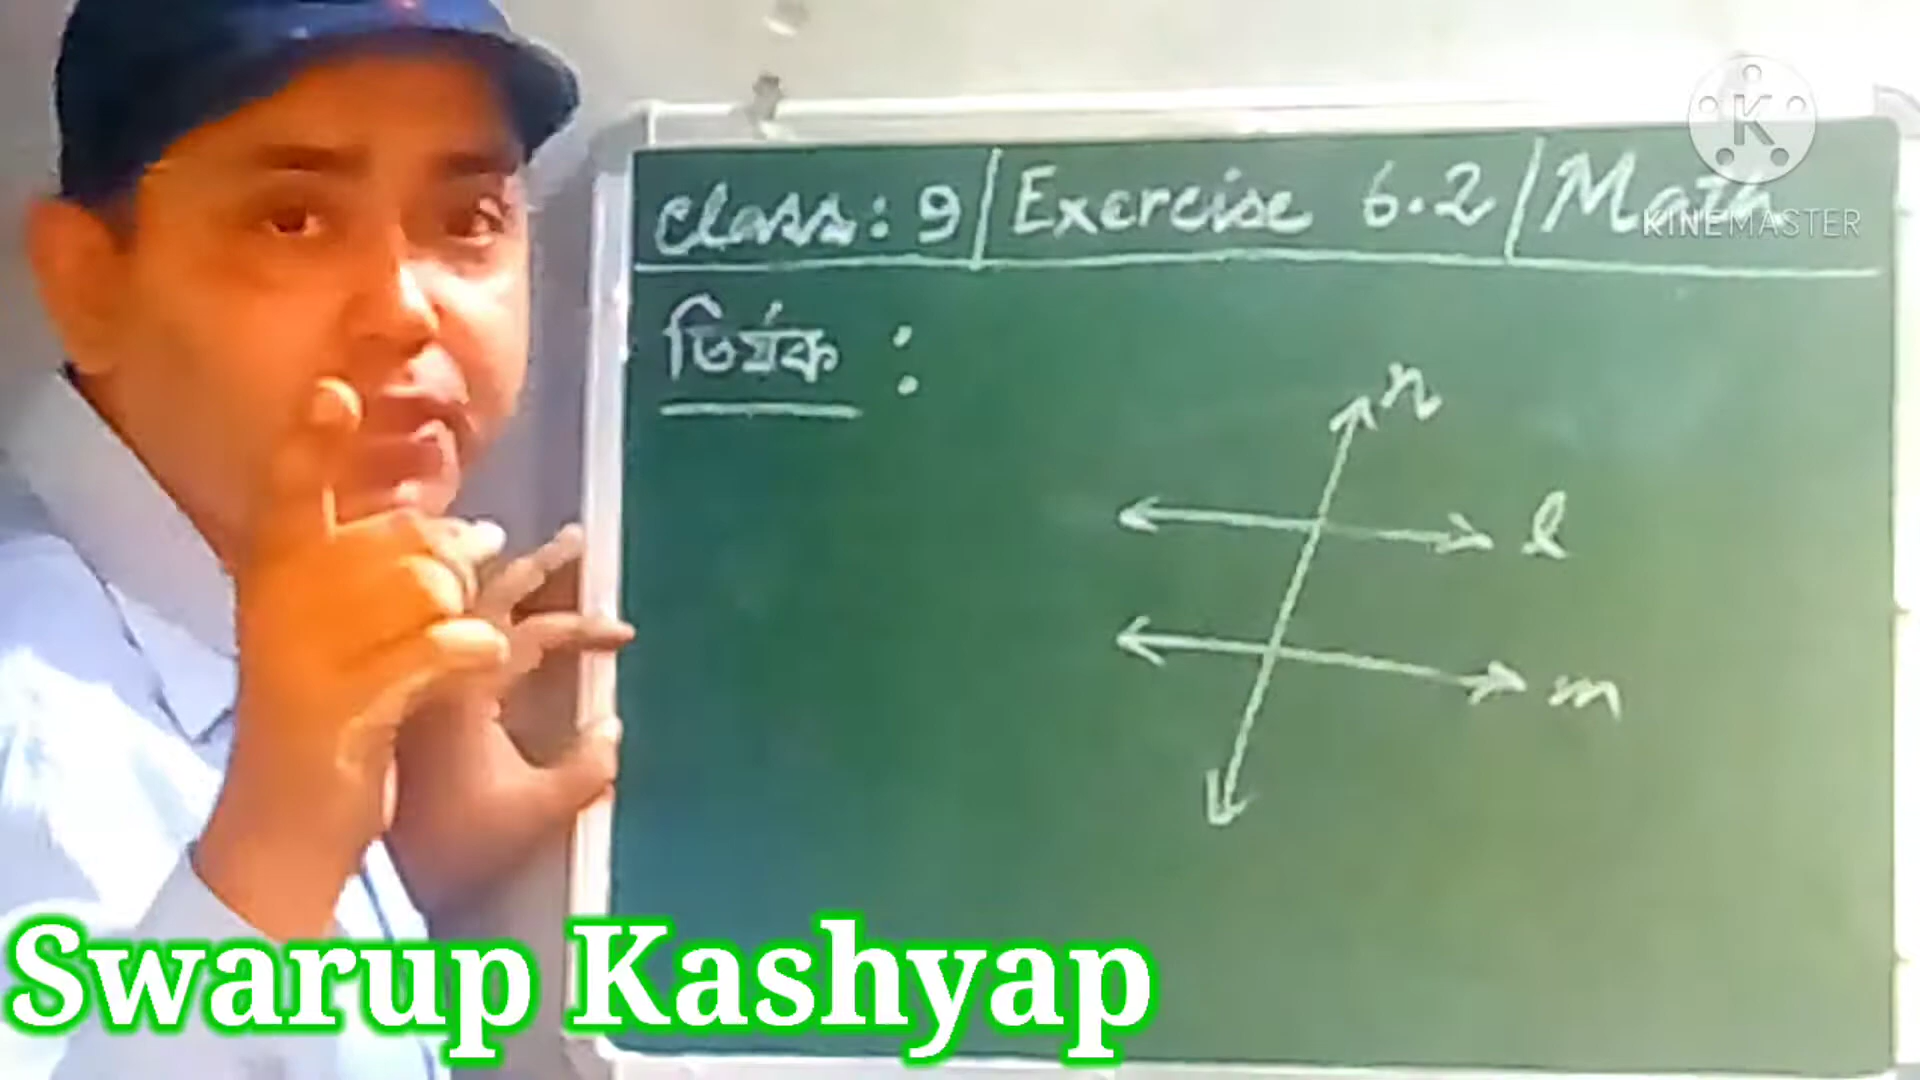 Class: 9 | Exercise 6.2 | Math
K
KINEMASTER
তিৰ্যক :
n
l
m
Swarup Kashyap